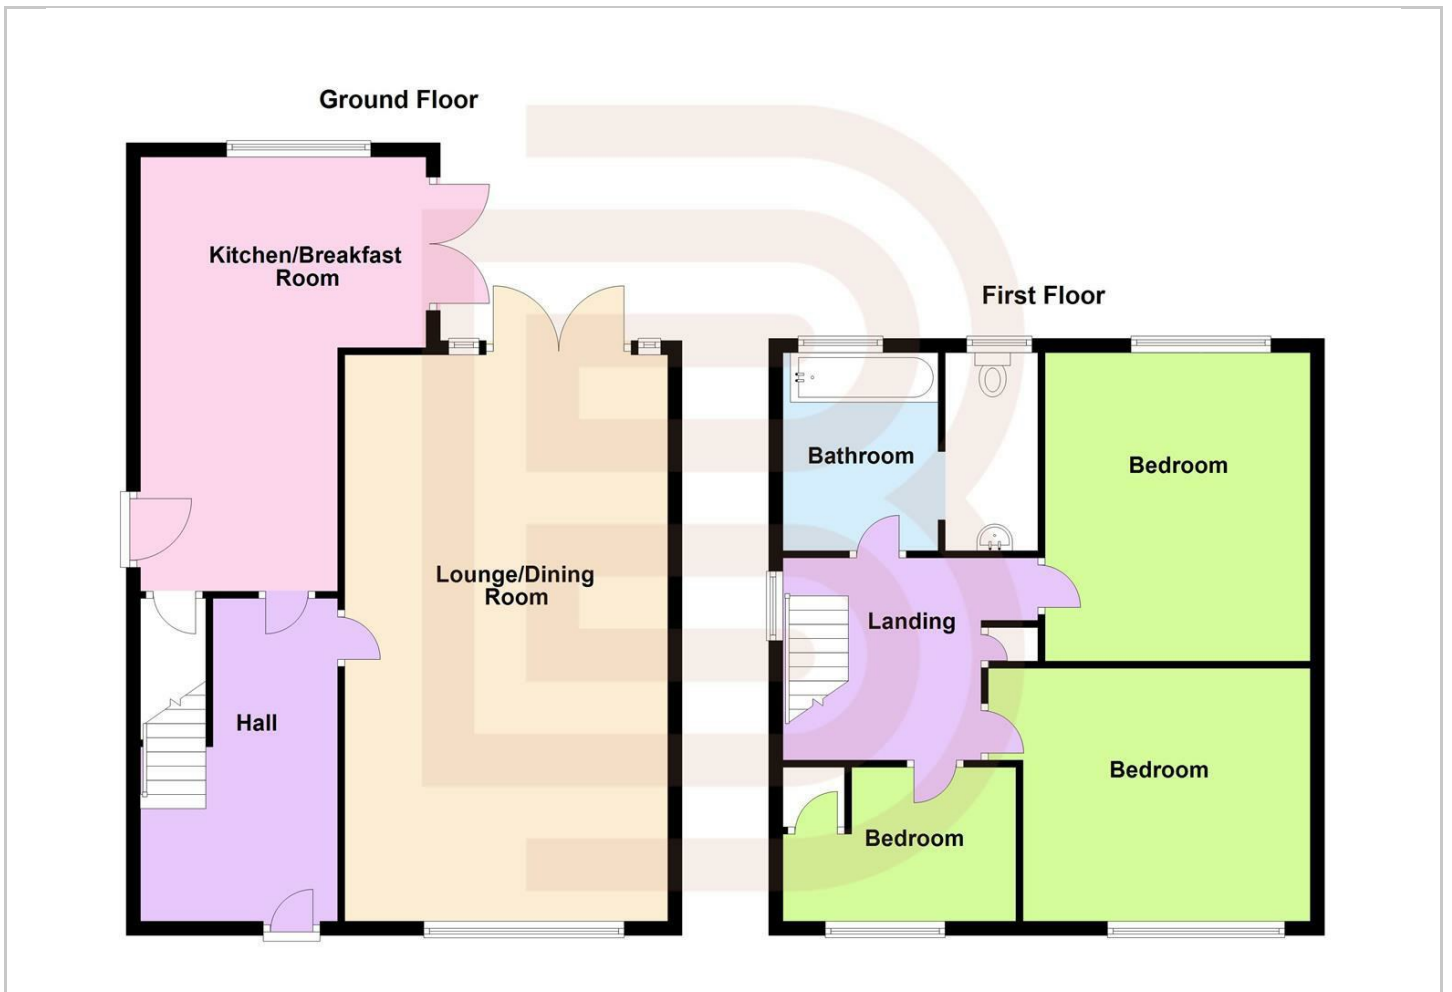 Ground Floor
Kitchen/Breakfast
Room
Lounge/Dining
Room
Hall
First Floor
Bathroom
Bedroom
Landing
Bedroom
Bedroom